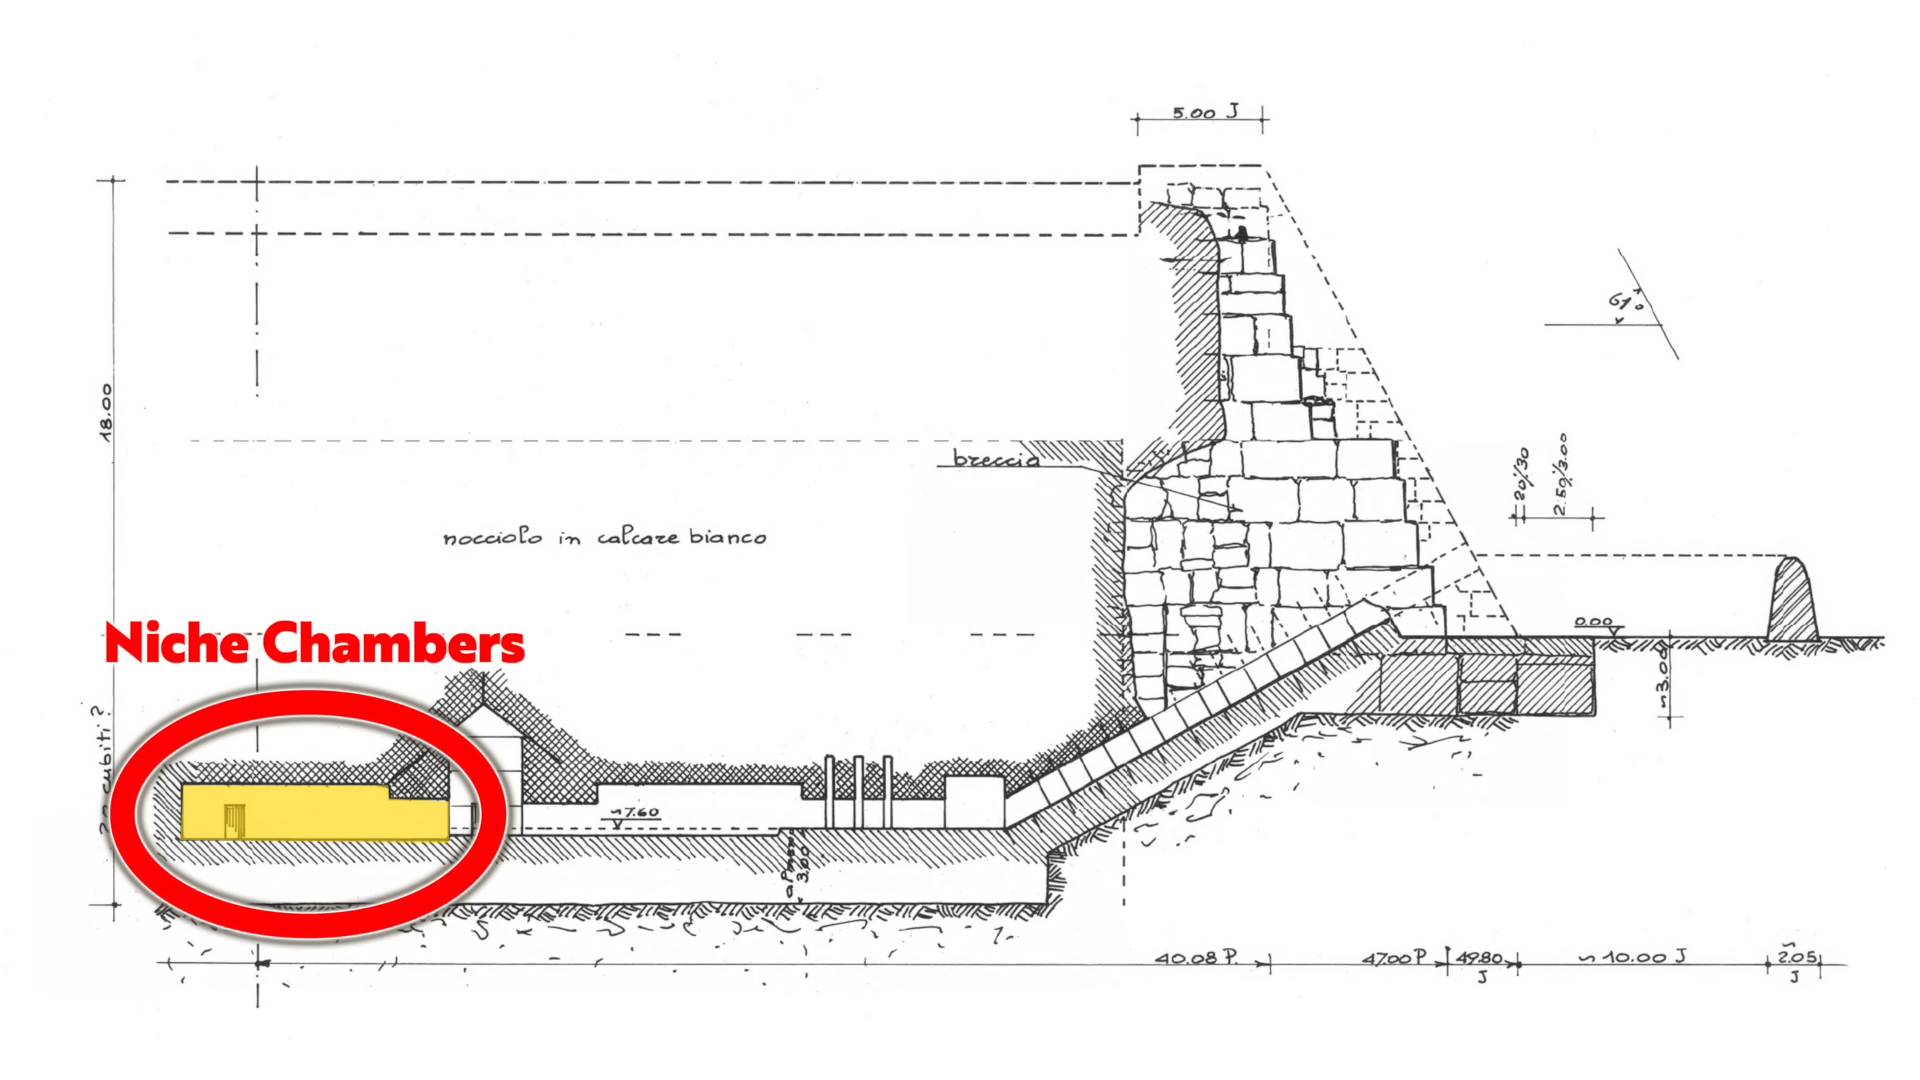 5.00 J
61°
18.00
breccia
20/30
2.50/3.00
nocciolo in calcare bianco
0.00
Niche Chambers
~3.00
cubiti?
~7.60
3.00
40.08 P.
47.00 P
49.80 J
~10.00 J
~2.05 J